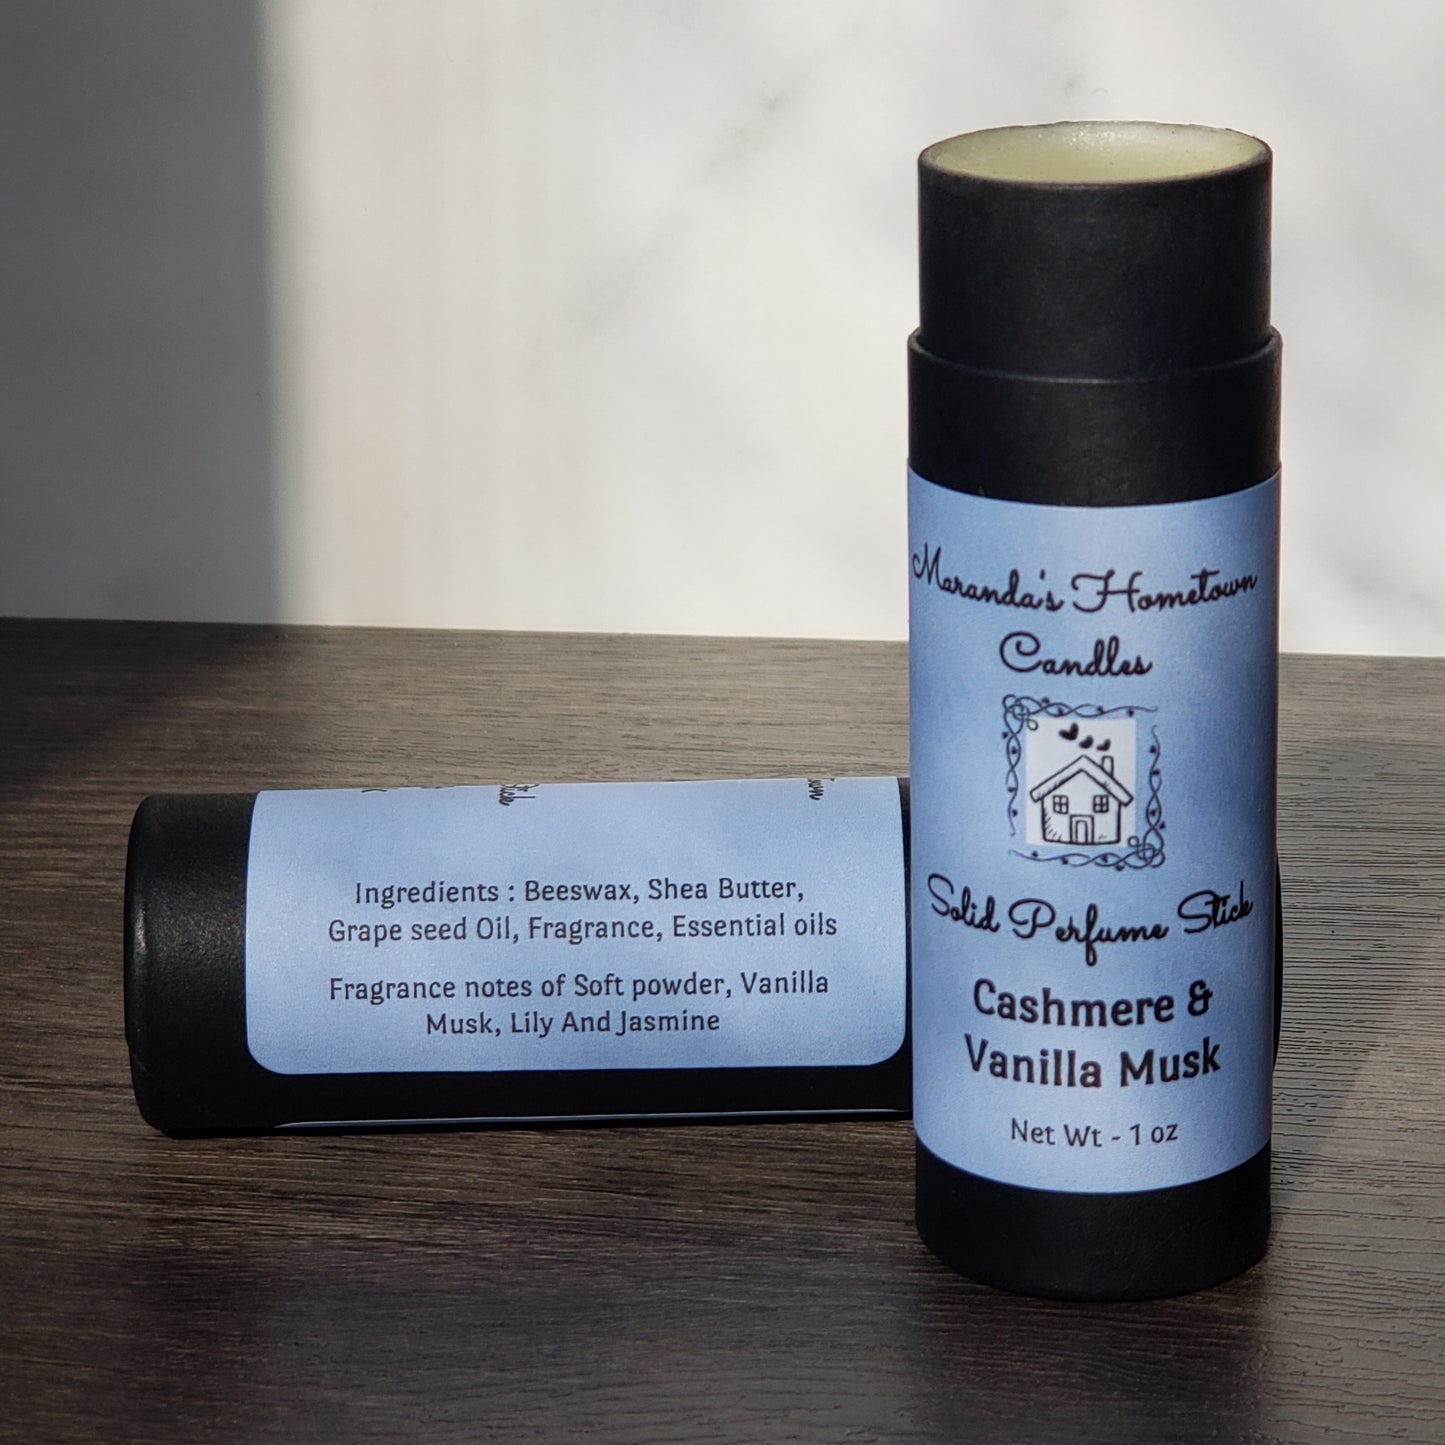 Maranda's Hometown
Candles
Solid Perfume Stick
Cashmere &
Vanilla Musk
Net Wt - 1 oz
Ingredients : Beeswax, Shea Butter,
Grape seed Oil, Fragrance, Essential oils
Fragrance notes of Soft powder, Vanilla
Musk, Lily And Jasmine